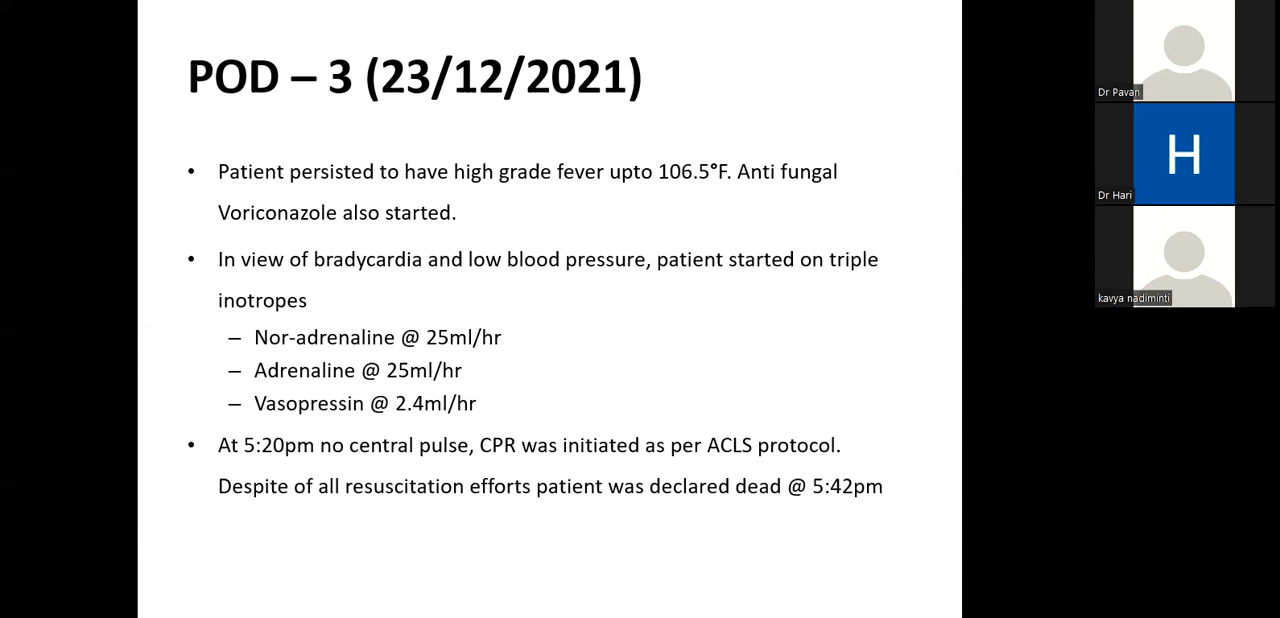 POD – 3 (23/12/2021)
• Patient persisted to have high grade fever upto 106.5°F. Anti fungal
Voriconazole also started.
• In view of bradycardia and low blood pressure, patient started on triple
inotropes
– Nor-adrenaline @ 25ml/hr
– Adrenaline @ 25ml/hr
– Vasopressin @ 2.4ml/hr
• At 5:20pm no central pulse, CPR was initiated as per ACLS protocol.
Despite of all resuscitation efforts patient was declared dead @ 5:42pm
Dr Pavan
H
Dr Hari
kavya nadiminti